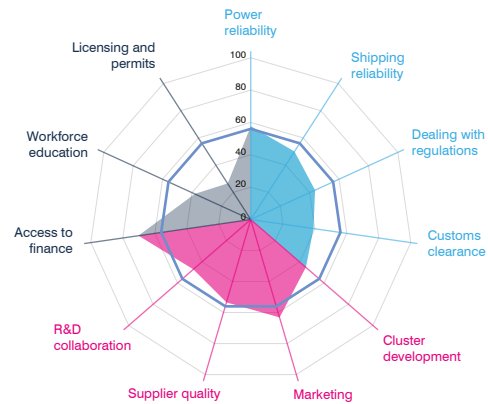 Power
reliability
Licensing and
permits
Shipping
reliability
100
80
60
40
20
0
Workforce
education
Dealing with
regulations
Access to
finance
Customs
clearance
R&D
collaboration
Cluster
development
Supplier quality
Marketing